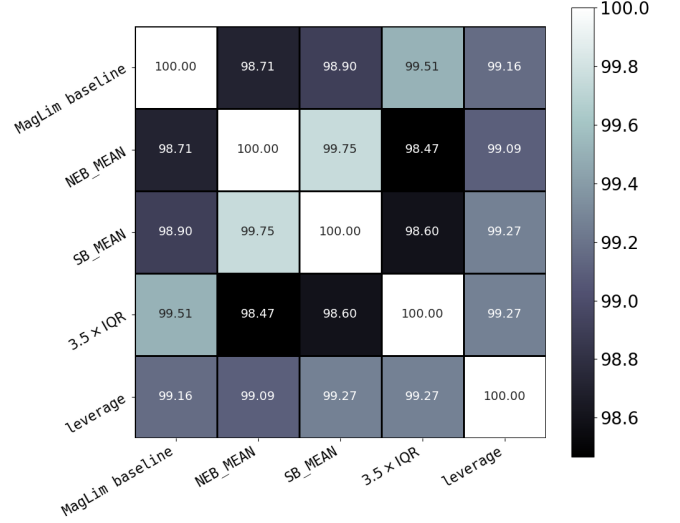 MagLim baseline 100.00 98.71 98.90 99.51 99.16
NEB_MEAN 98.71 100.00 99.75 98.47 99.09
SB_MEAN 98.90 99.75 100.00 98.60 99.27
3.5 × IQR 99.51 98.47 98.60 100.00 99.27
leverage 99.16 99.09 99.27 99.27 100.00
MagLim baseline NEB_MEAN SB_MEAN 3.5 × IQR leverage
100.0
99.8
99.6
99.4
99.2
99.0
98.8
98.6